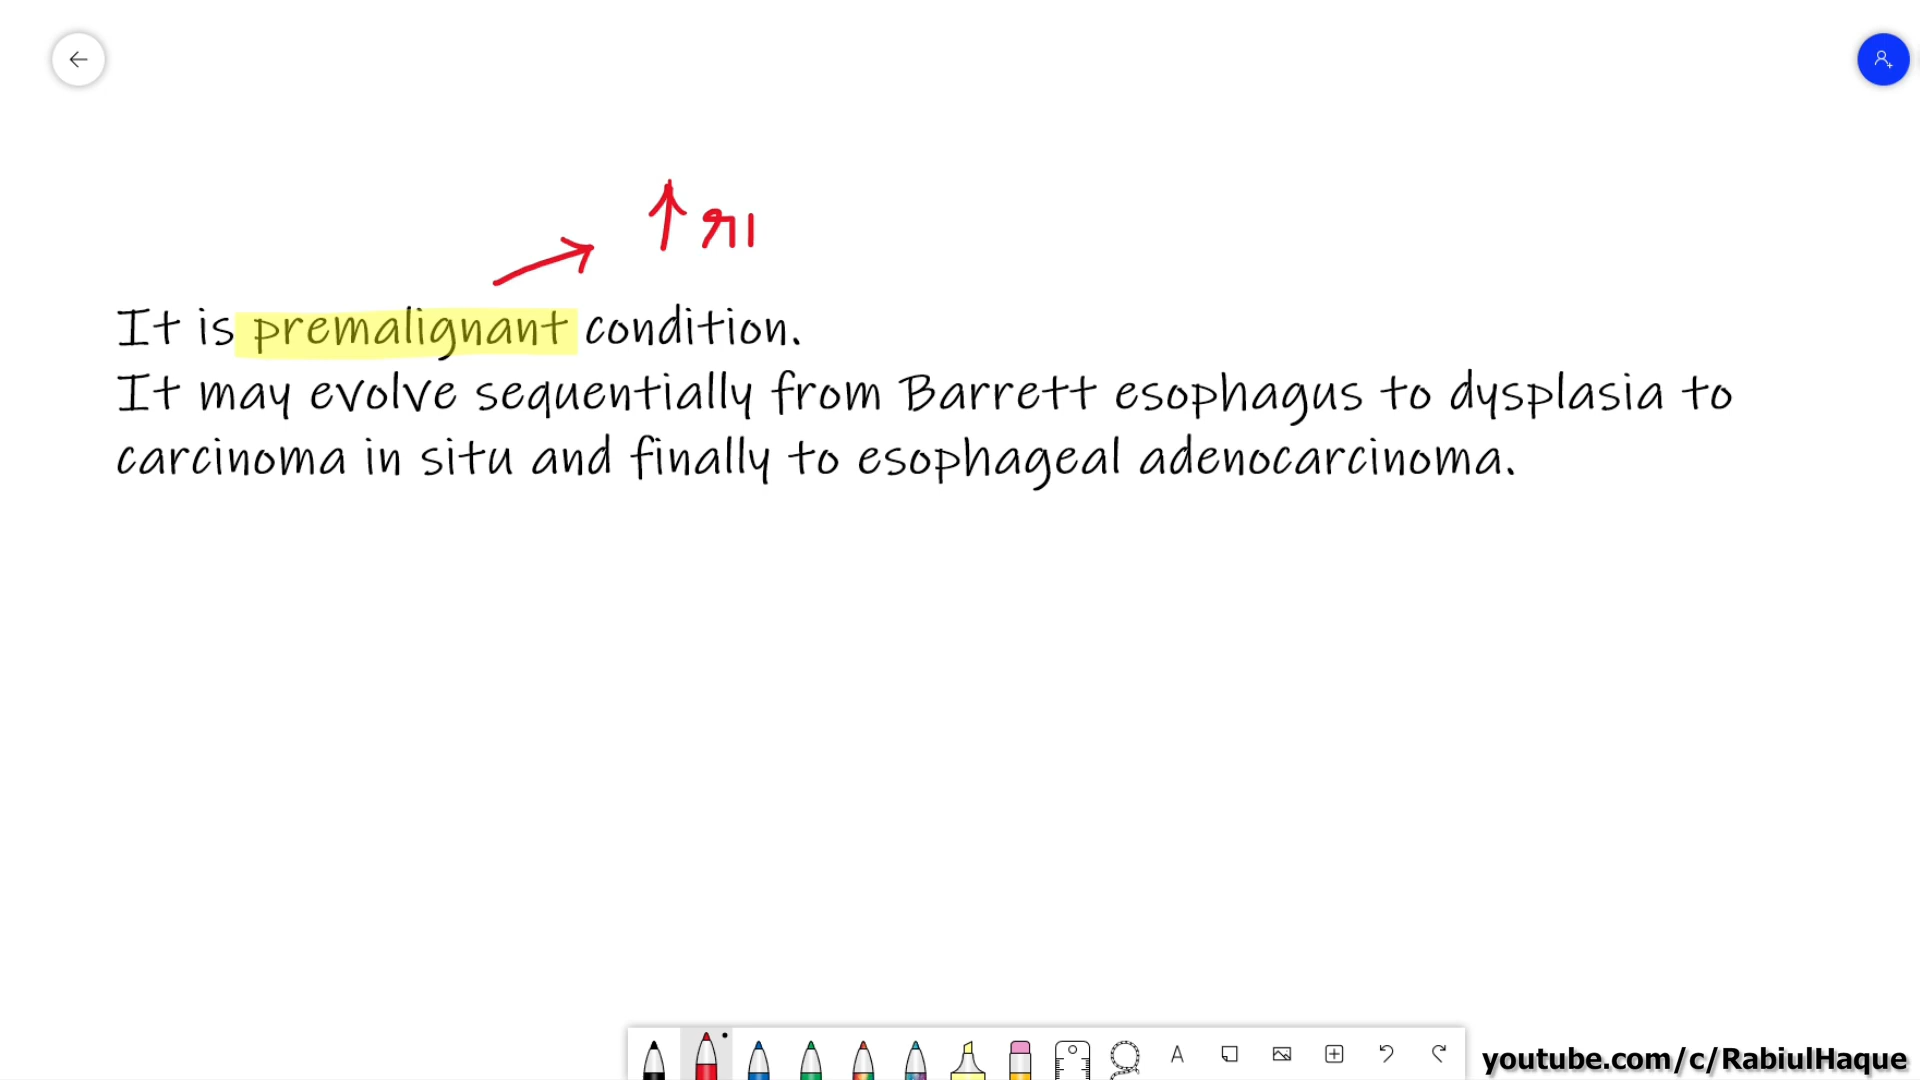 It is premalignant condition.
It may evolve sequentially from Barrett esophagus to dysplasia to
carcinoma in situ and finally to esophageal adenocarcinoma.
youtube.com/c/RabiulHaque